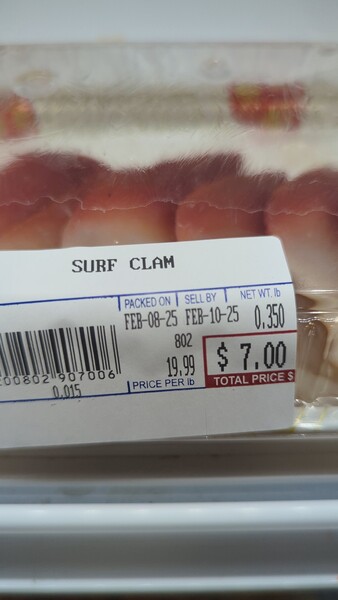 SURF CLAM
PACKED ON SELL BY NET WT. lb
FEB-08-25 FEB-10-25 0.350
802
19.99 $ 7.00
PRICE PER lb TOTAL PRICE $
00802 907006
0.015